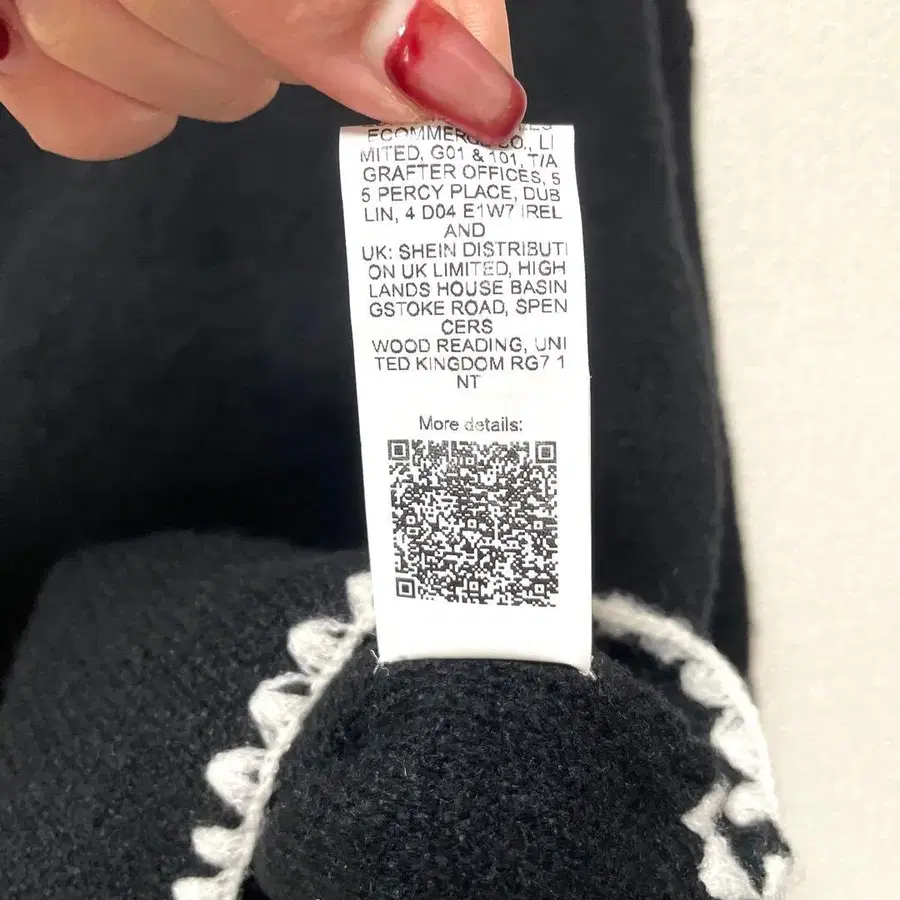 ECOMMERCE CO., LI
MITED, G01 & 101, T/A
GRAFTER OFFICES, 5
5 PERCY PLACE, DUB
LIN, 4 D04 E1W7 IREL
AND
UK: SHEIN DISTRIBUTI
ON UK LIMITED, HIGH
LANDS HOUSE BASIN
GSTOKE ROAD, SPEN
CERS
WOOD READING, UNI
TED KINGDOM RG7 1
NT
More details: